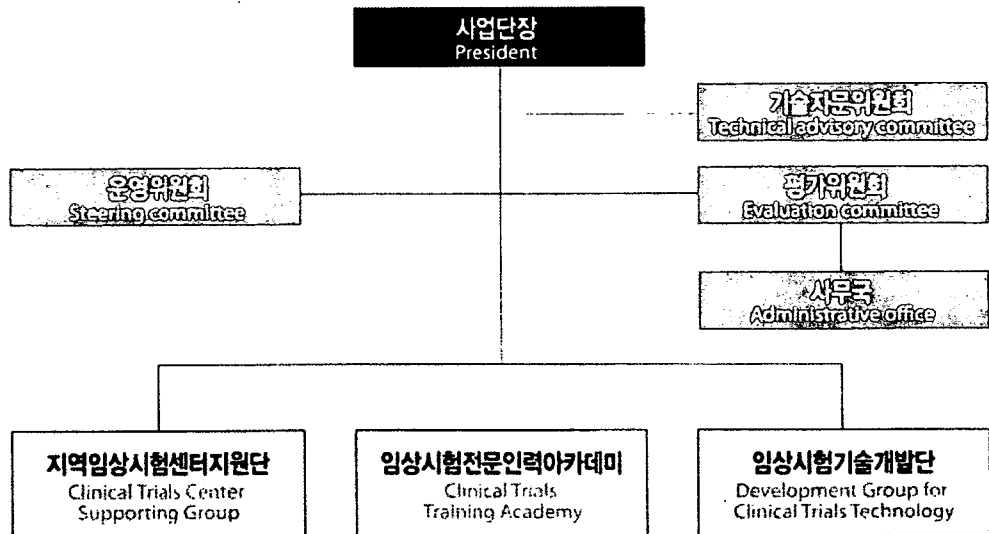 사업단장
President
기술자문위원회
Technical advisory committee
운영위원회
Steering committee
평가위원회
Evaluation committee
사무국
Administrative office
지역임상시험센터지원단
Clinical Trials Center
Supporting Group
임상시험전문인력아카데미
Clinical Trials
Training Academy
임상시험기술개발단
Development Group for
Clinical Trials Technology